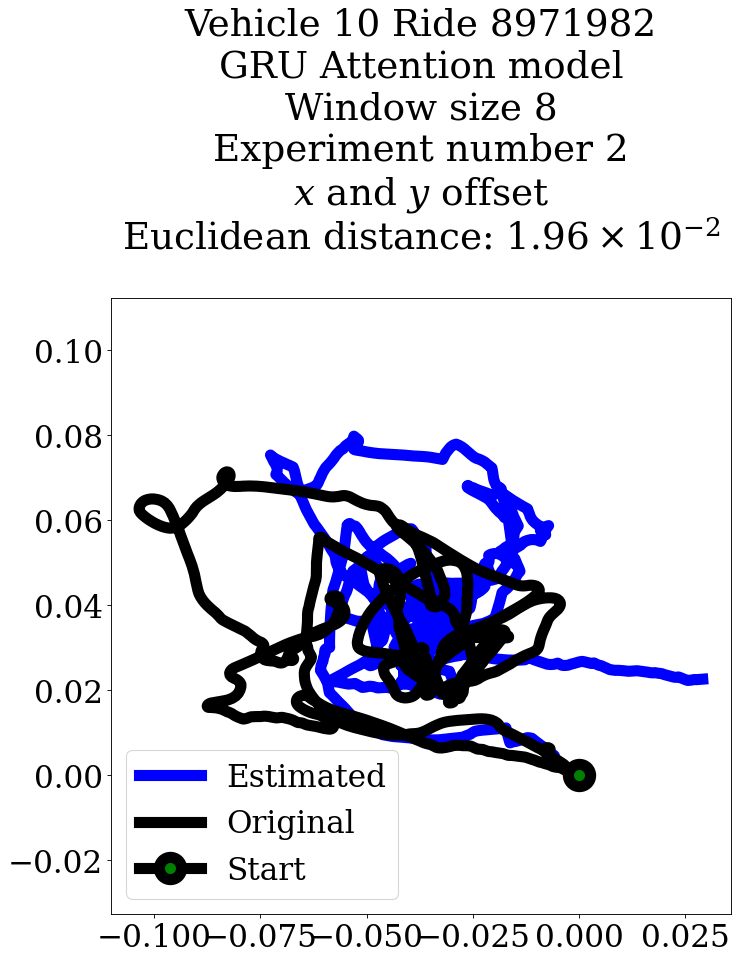 Vehicle 10 Ride 8971982
GRU Attention model
Window size 8
Experiment number 2
x and y offset
Euclidean distance: 1.96 × 10⁻²
0.10
0.08
0.06
0.04
0.02
0.00
−0.02
Estimated
Original
Start
−0.100 −0.075 −0.050 −0.025 0.000 0.025